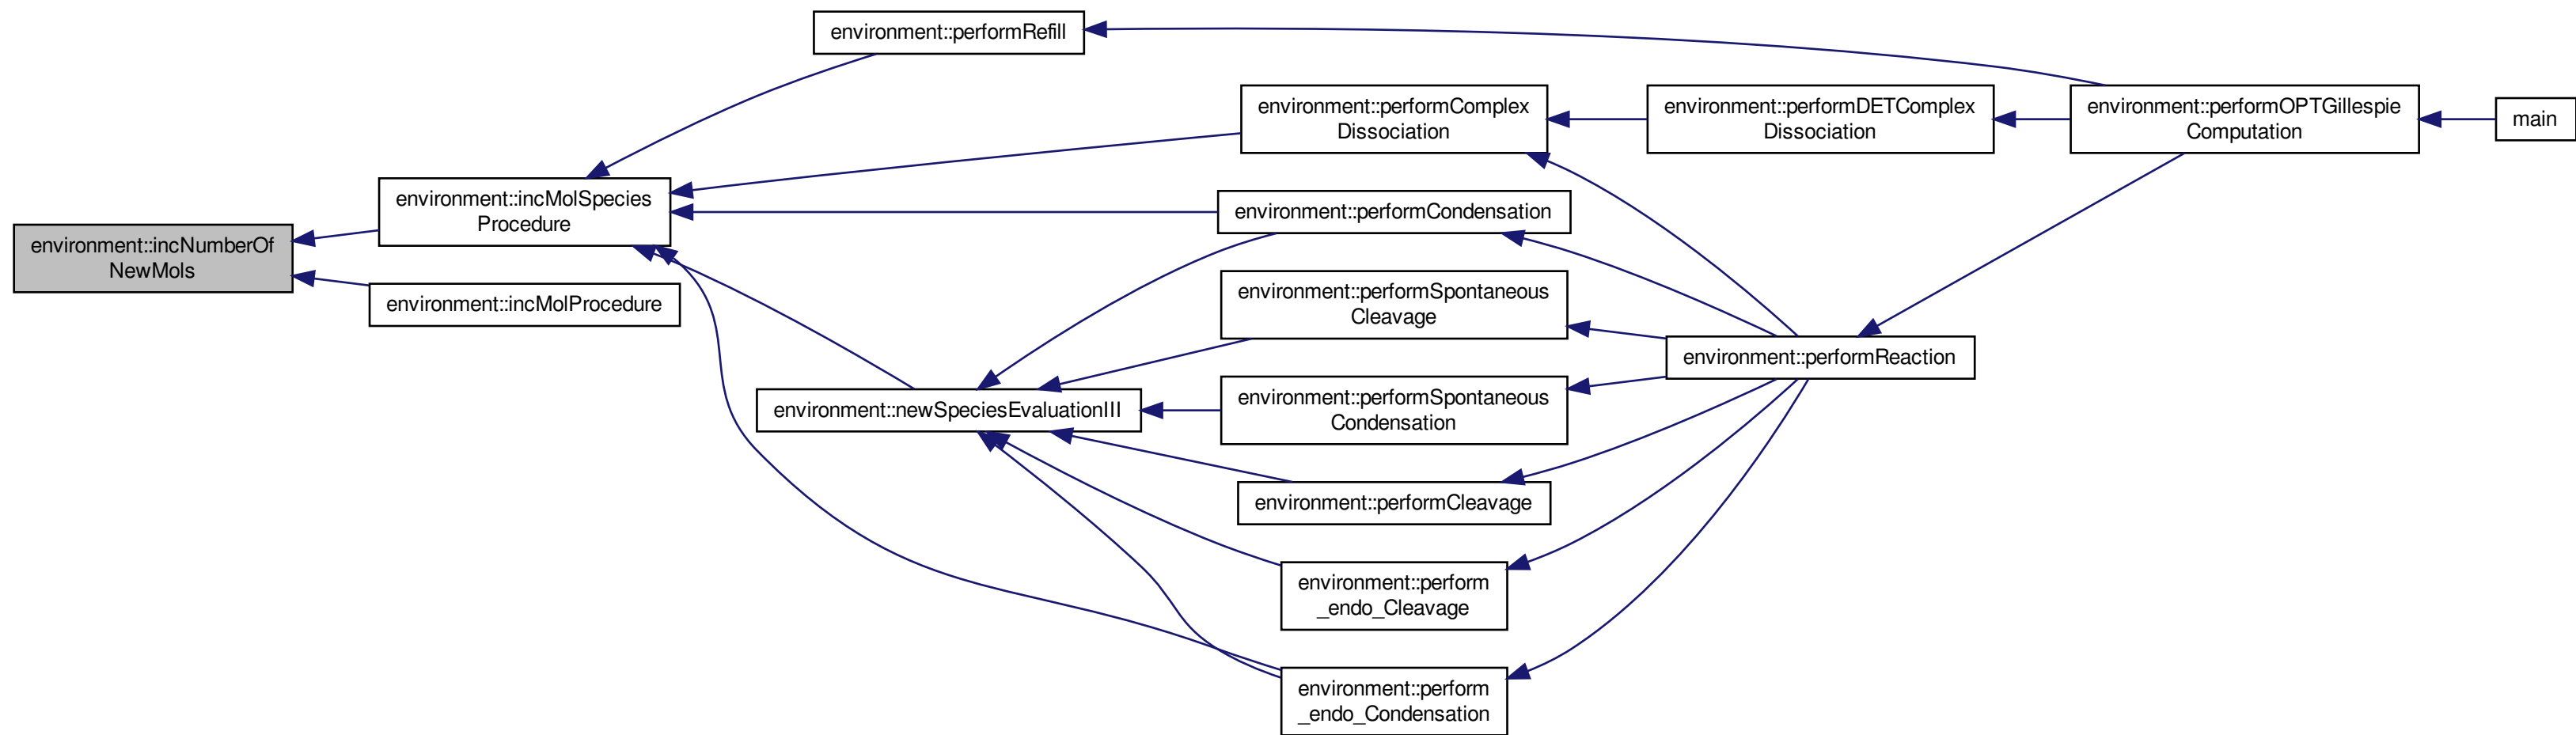 environment::performRefill
environment::performComplex
Dissociation
environment::performDETComplex
Dissociation
environment::performOPTGillespie
Computation
main
environment::incMolSpecies
Procedure
environment::performCondensation
environment::incNumberOf
NewMols
environment::incMolProcedure
environment::performSpontaneous
Cleavage
environment::performReaction
environment::newSpeciesEvaluationIII
environment::performSpontaneous
Condensation
environment::performCleavage
environment::perform
_endo_Cleavage
environment::perform
_endo_Condensation